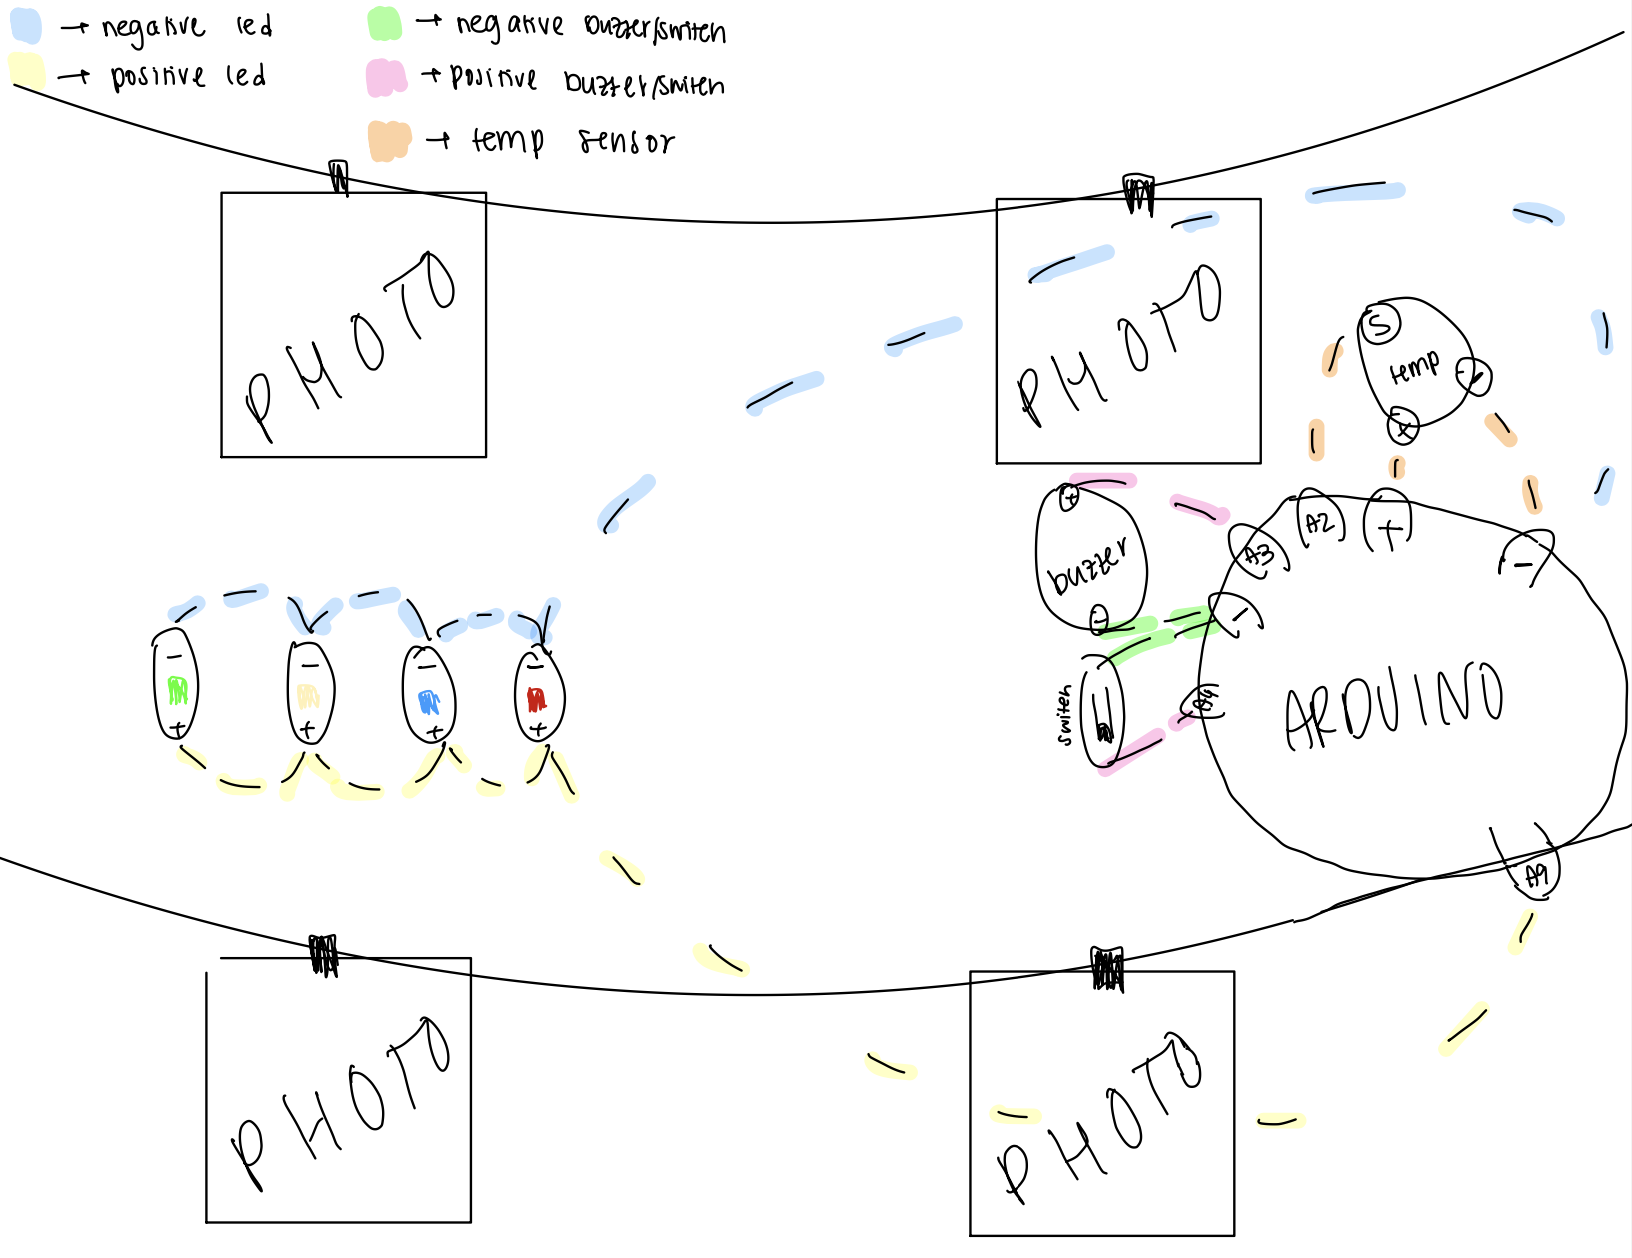 → negative led
→ positive led
→ negative buzzer/switch
→ positive buzzer/switch
→ temp sensor
PHOTO
PHOTO
S
temp
-
+
+
buzzer
-
A3
A2
+
-
-
switch
A4
ARDUINO
A9
- - - -
+ + + +
PHOTO
PHOTO